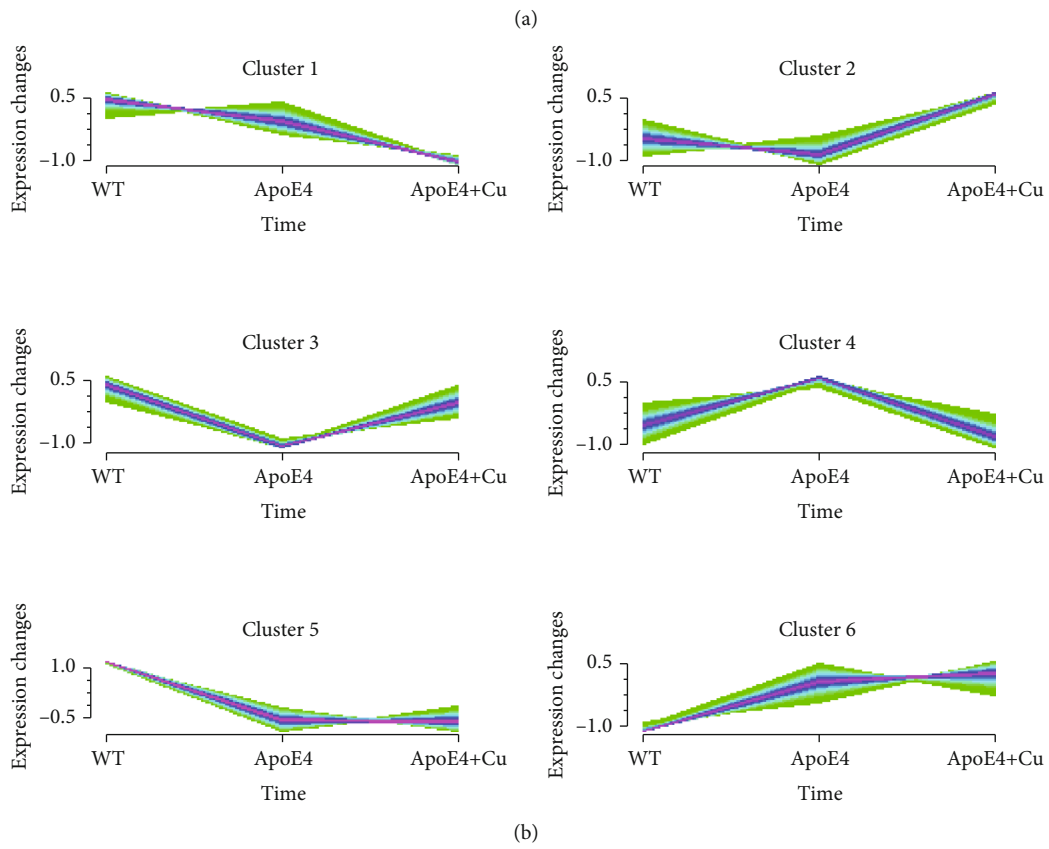 (a)
Cluster 1
Expression changes
0.5
−1.0
WT
ApoE4
ApoE4+Cu
Time
Cluster 2
Expression changes
0.5
−1.0
WT
ApoE4
ApoE4+Cu
Time
Cluster 3
Expression changes
0.5
−1.0
WT
ApoE4
ApoE4+Cu
Time
Cluster 4
Expression changes
0.5
−1.0
WT
ApoE4
ApoE4+Cu
Time
Cluster 5
Expression changes
1.0
−0.5
WT
ApoE4
ApoE4+Cu
Time
Cluster 6
Expression changes
0.5
−1.0
WT
ApoE4
ApoE4+Cu
Time
(b)